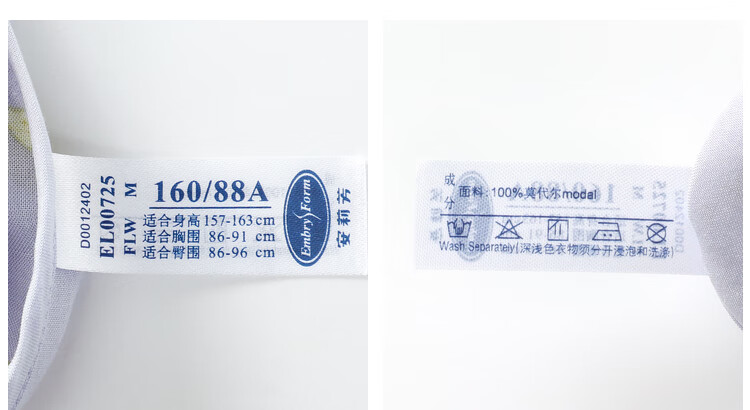 D0012402
EL00725
FLW M
160/88A
适合身高 157-163 cm
适合胸围 86-91 cm
适合臀围 86-96 cm
Embry Form
安莉芳
成分
面料:100%莫代尔modal
Wash Separately(深浅色衣物须分开浸泡和洗涤)